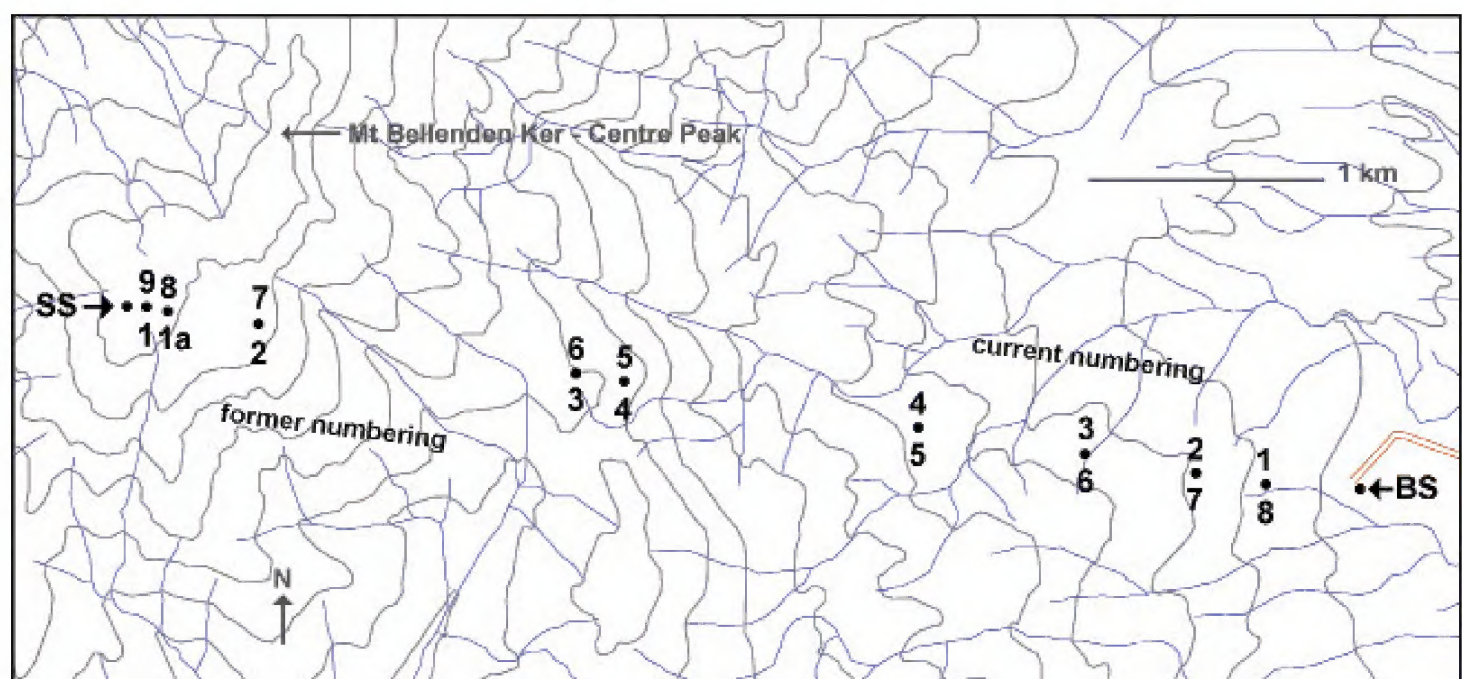 Mt Bellenden Ker - Centre Peak
1 km
9 8
SS
7
1 1a
2
6
5
current numbering
3
4
former numbering
4
3
5
2
1
6
7
BS
8
N